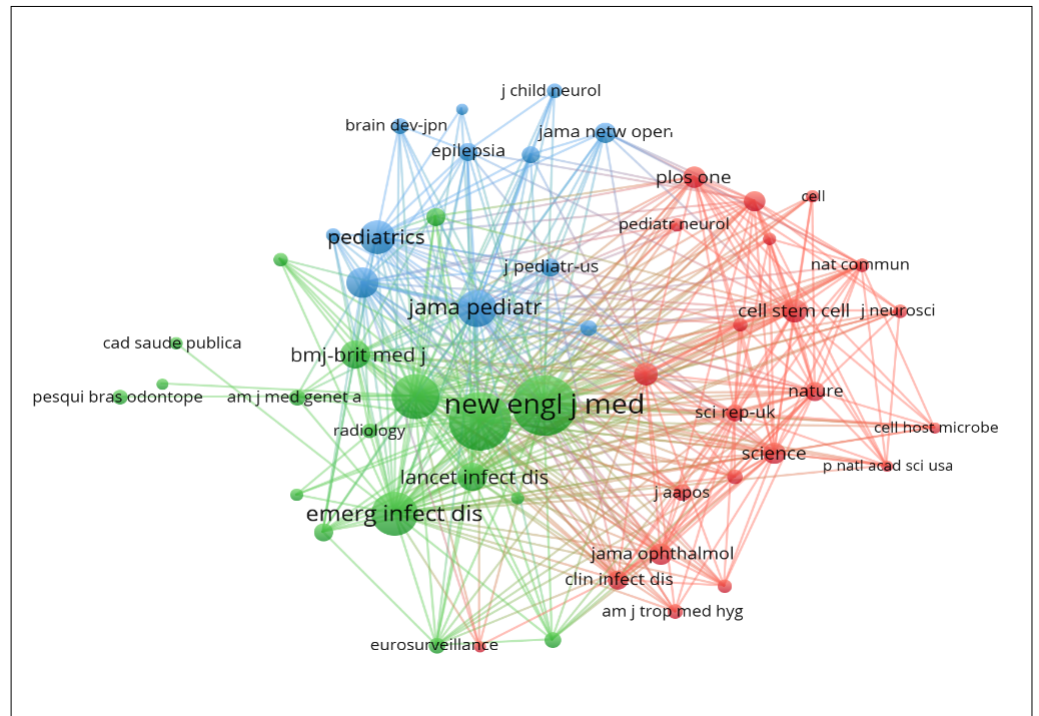 j child neurol
brain dev-jpn
jama netw open
epilepsia
plos one
cell
pediatr neurol
pediatrics
j pediatr-us
nat commun
jama pediatr
cell stem cell
j neurosci
cad saude publica
bmj-brit med j
pesqui bras odontope
am j med genet a
nature
new engl j med
sci rep-uk
radiology
cell host microbe
science
p natl acad sci usa
lancet infect dis
j aapos
emerg infect dis
jama ophthalmol
clin infect dis
am j trop med hyg
eurosurveillance